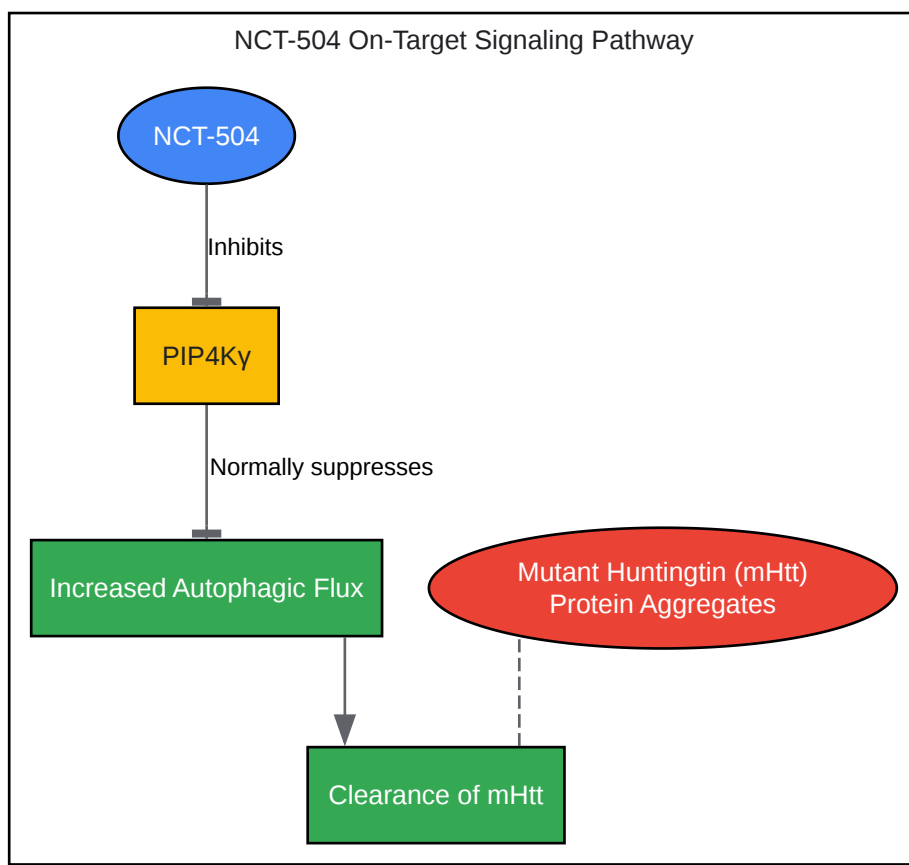 NCT-504 On-Target Signaling Pathway
NCT-504
Inhibits
PIP4Kγ
Normally suppresses
Increased Autophagic Flux
Mutant Huntingtin (mHtt)
Protein Aggregates
Clearance of mHtt